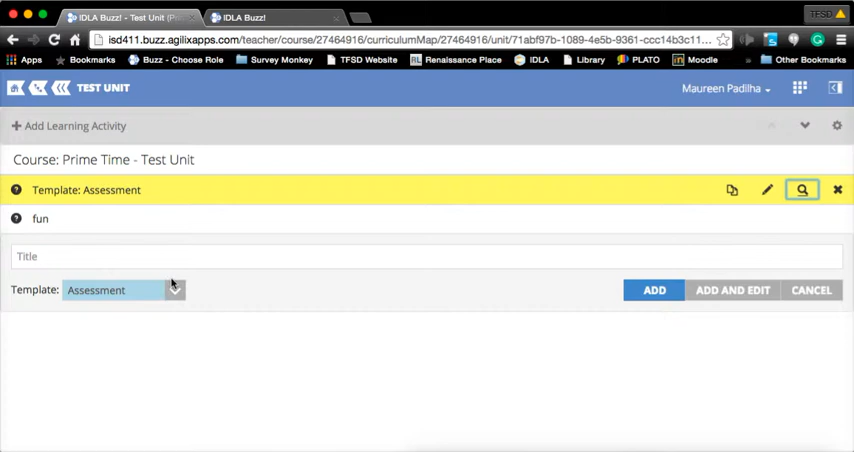 IDLA Buzz! - Test Unit (P
IDLA Buzz!
TFSD
isd411.buzz.agilixapps.com/teacher/course/27464916/curriculumMap/27464916/unit/71abf97b-1089-4e5b-9361-ccc14b3c11...
Apps Bookmarks Buzz - Choose Role Survey Monkey TFSD Website RL Renaissance Place IDLA Library PLATO in Moodle » Other Bookmarks
TEST UNIT
Maureen Padilha
+ Add Learning Activity
Course: Prime Time - Test Unit
Template: Assessment
fun
Title
Template: Assessment
ADD ADD AND EDIT CANCEL